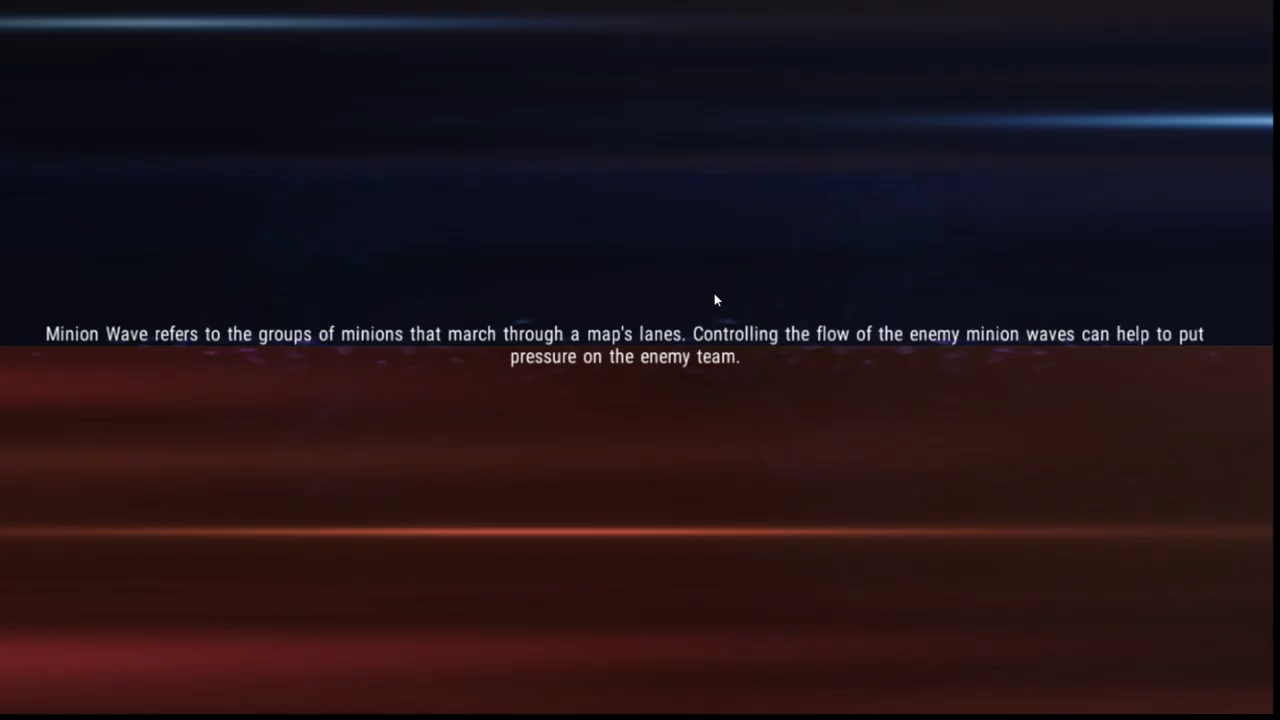 Minion Wave refers to the groups of minions that march through a map's lanes. Controlling the flow of the enemy minion waves can help to put
pressure on the enemy team.